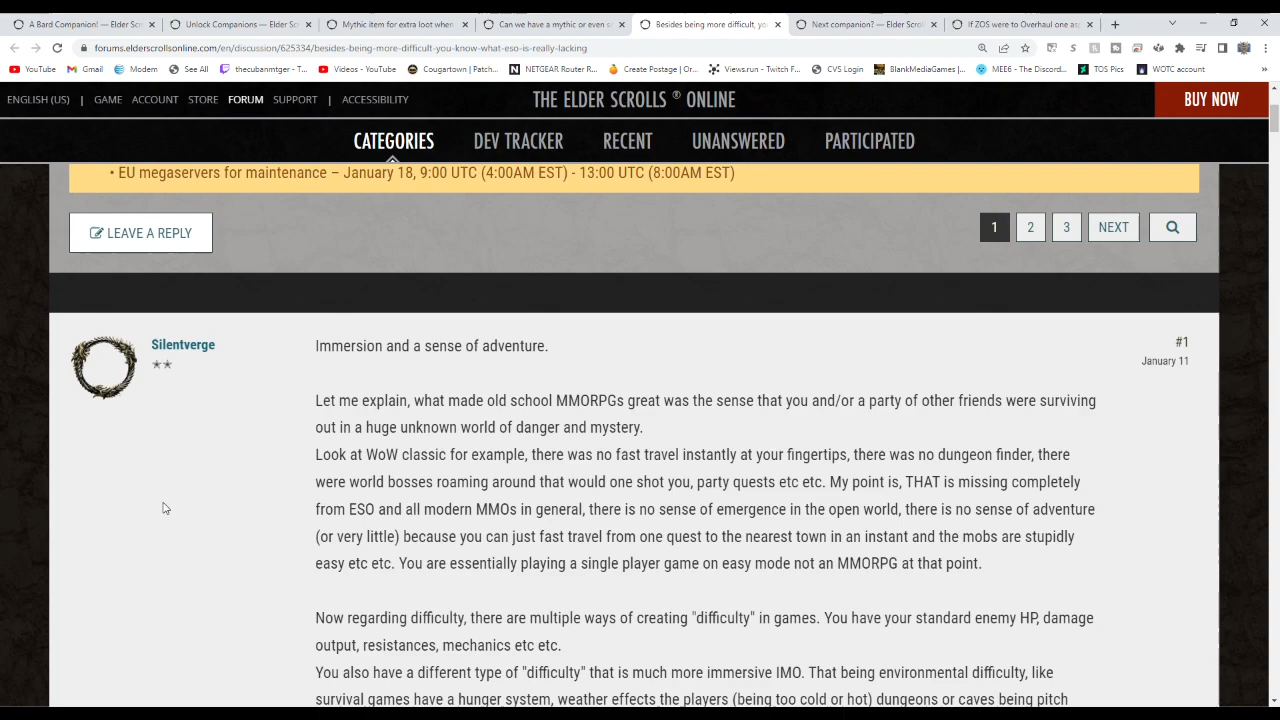 A Bard Companion! — Elder Scro
Unlock Companions — Elder Scr
Mythic item for extra loot when
Can we have a mythic or even s
Besides being more difficult, yo
Next companion? — Elder Scroll
If ZOS were to Overhaul one asp
forums.elderscrollsonline.com/en/discussion/625334/besides-being-more-difficult-you-know-what-eso-is-really-lacking
YouTube
Gmail
Modem
See All
thecubanmtger - T...
Videos - YouTube
Cougartown | Patch...
NETGEAR Router R...
Create Postage | Or...
Views.run - Twitch F...
CVS Login
BlankMediaGames |...
MEE6 - The Discord...
TOS Pics
WOTC account
ENGLISH (US) | GAME ACCOUNT STORE FORUM SUPPORT | ACCESSIBILITY
THE ELDER SCROLLS ® ONLINE
BUY NOW
CATEGORIES DEV TRACKER RECENT UNANSWERED PARTICIPATED
• EU megaservers for maintenance – January 18, 9:00 UTC (4:00AM EST) - 13:00 UTC (8:00AM EST)
LEAVE A REPLY
1 2 3 NEXT
Silentverge
#1
January 11
Immersion and a sense of adventure.
Let me explain, what made old school MMORPGs great was the sense that you and/or a party of other friends were surviving
out in a huge unknown world of danger and mystery.
Look at WoW classic for example, there was no fast travel instantly at your fingertips, there was no dungeon finder, there
were world bosses roaming around that would one shot you, party quests etc etc. My point is, THAT is missing completely
from ESO and all modern MMOs in general, there is no sense of emergence in the open world, there is no sense of adventure
(or very little) because you can just fast travel from one quest to the nearest town in an instant and the mobs are stupidly
easy etc etc. You are essentially playing a single player game on easy mode not an MMORPG at that point.
Now regarding difficulty, there are multiple ways of creating "difficulty" in games. You have your standard enemy HP, damage
output, resistances, mechanics etc etc.
You also have a different type of "difficulty" that is much more immersive IMO. That being environmental difficulty, like
survival games have a hunger system, weather effects the players (being too cold or hot) dungeons or caves being pitch